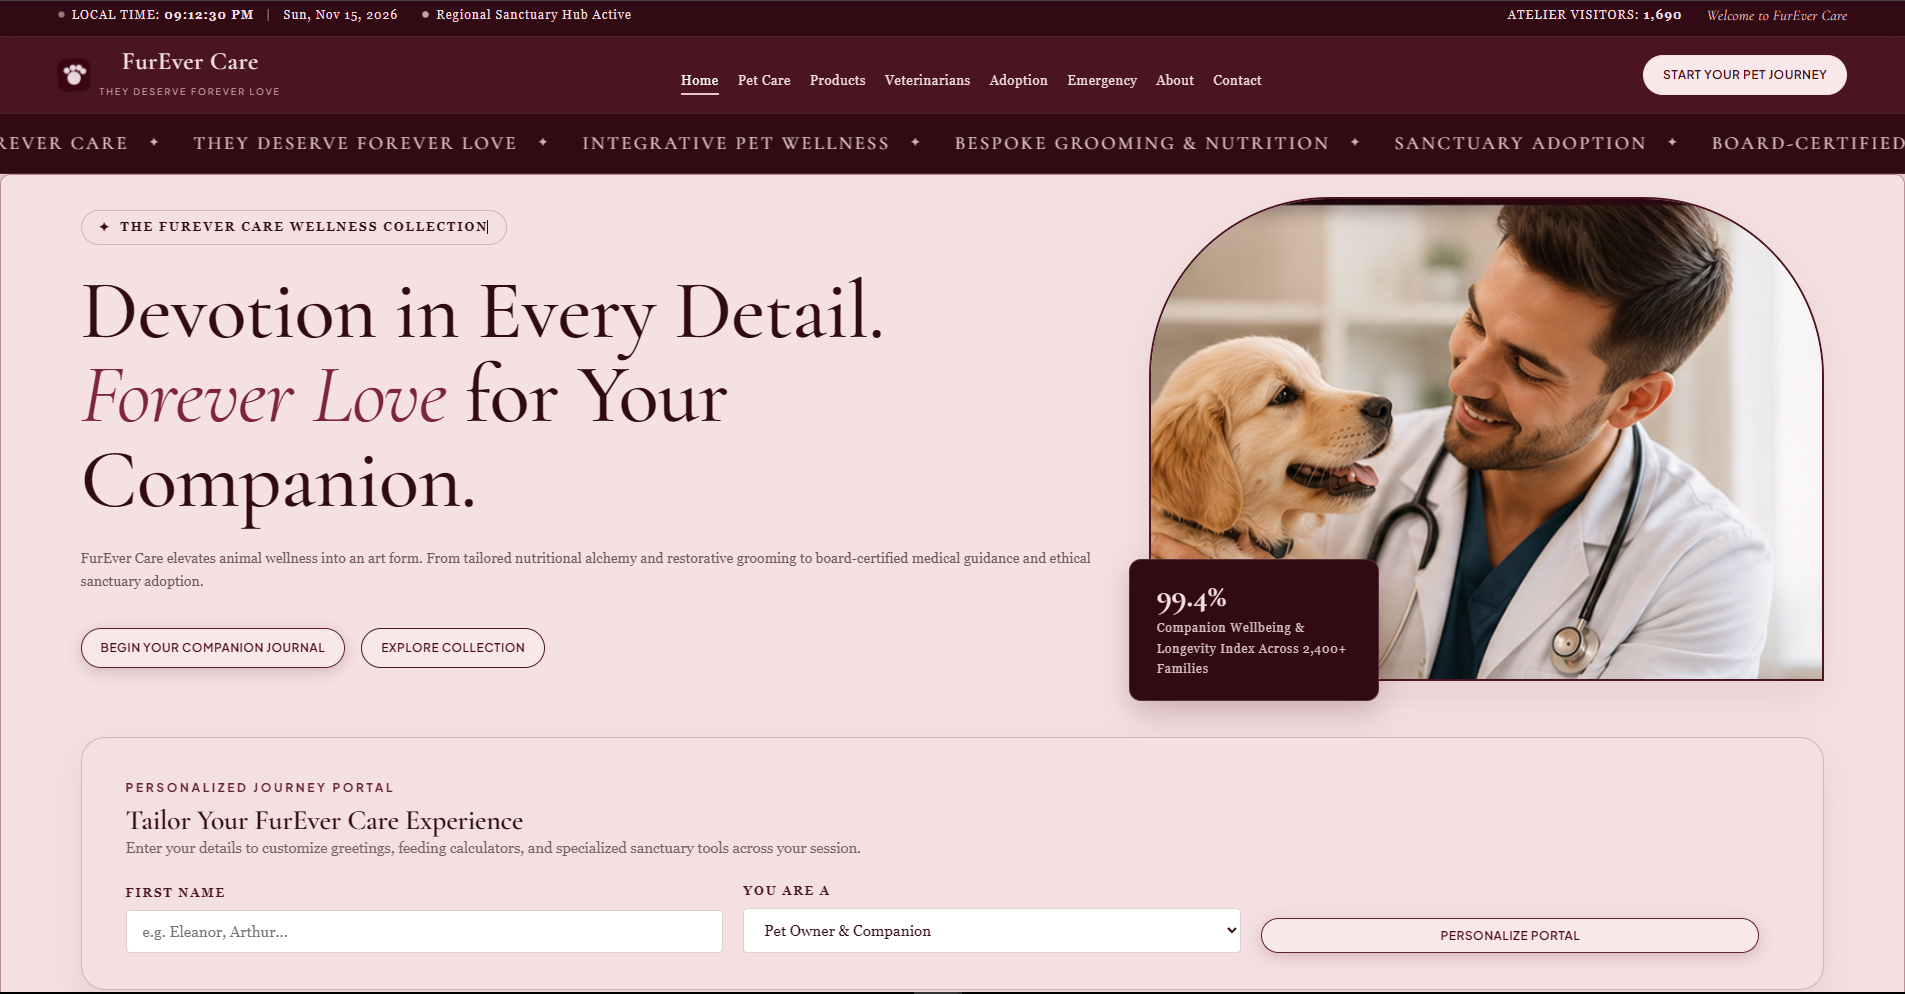 LOCAL TIME: 09:12:30 PM | Sun, Nov 15, 2026 Regional Sanctuary Hub Active ATELIER VISITORS: 1,690 Welcome to FurEver Care
FurEver Care
THEY DESERVE FOREVER LOVE
Home Pet Care Products Veterinarians Adoption Emergency About Contact
START YOUR PET JOURNEY
REVER CARE ✦ THEY DESERVE FOREVER LOVE ✦ INTEGRATIVE PET WELLNESS ✦ BESPOKE GROOMING & NUTRITION ✦ SANCTUARY ADOPTION ✦ BOARD-CERTIFIED
✦ THE FUREVER CARE WELLNESS COLLECTION
Devotion in Every Detail.
Forever Love for Your
Companion.
FurEver Care elevates animal wellness into an art form. From tailored nutritional alchemy and restorative grooming to board-certified medical guidance and ethical
sanctuary adoption.
BEGIN YOUR COMPANION JOURNAL EXPLORE COLLECTION
99.4%
Companion Wellbeing &
Longevity Index Across 2,400+
Families
PERSONALIZED JOURNEY PORTAL
Tailor Your FurEver Care Experience
Enter your details to customize greetings, feeding calculators, and specialized sanctuary tools across your session.
FIRST NAME
e.g. Eleanor, Arthur...
YOU ARE A
Pet Owner & Companion
PERSONALIZE PORTAL